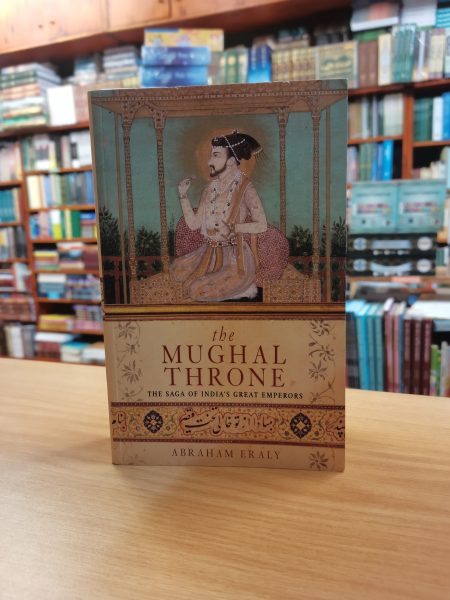 the
MUGHAL
THRONE
THE SAGA OF INDIA'S GREAT EMPERORS
ABRAHAM ERALY